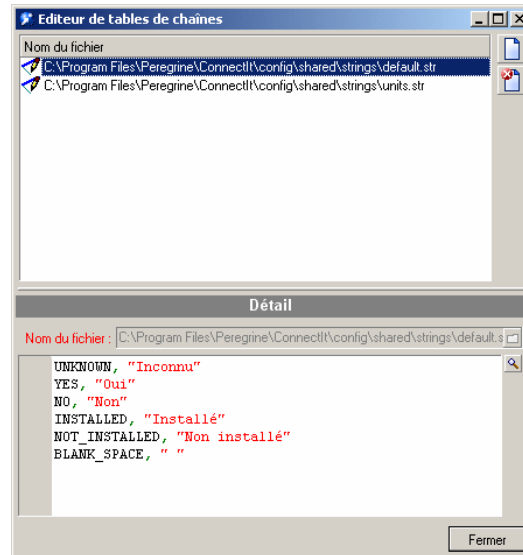 Editeur de tables de chaînes
Nom du fichier
C:\Program Files\Peregrine\ConnectIt\config\shared\strings\default.str
C:\Program Files\Peregrine\ConnectIt\config\shared\strings\units.str
Détail
Nom du fichier : C:\Program Files\Peregrine\ConnectIt\config\shared\strings\default.s
UNKNOWN, "Inconnu"
YES, "Oui"
NO, "Non"
INSTALLED, "Installé"
NOT_INSTALLED, "Non installé"
BLANK_SPACE, " "
Fermer